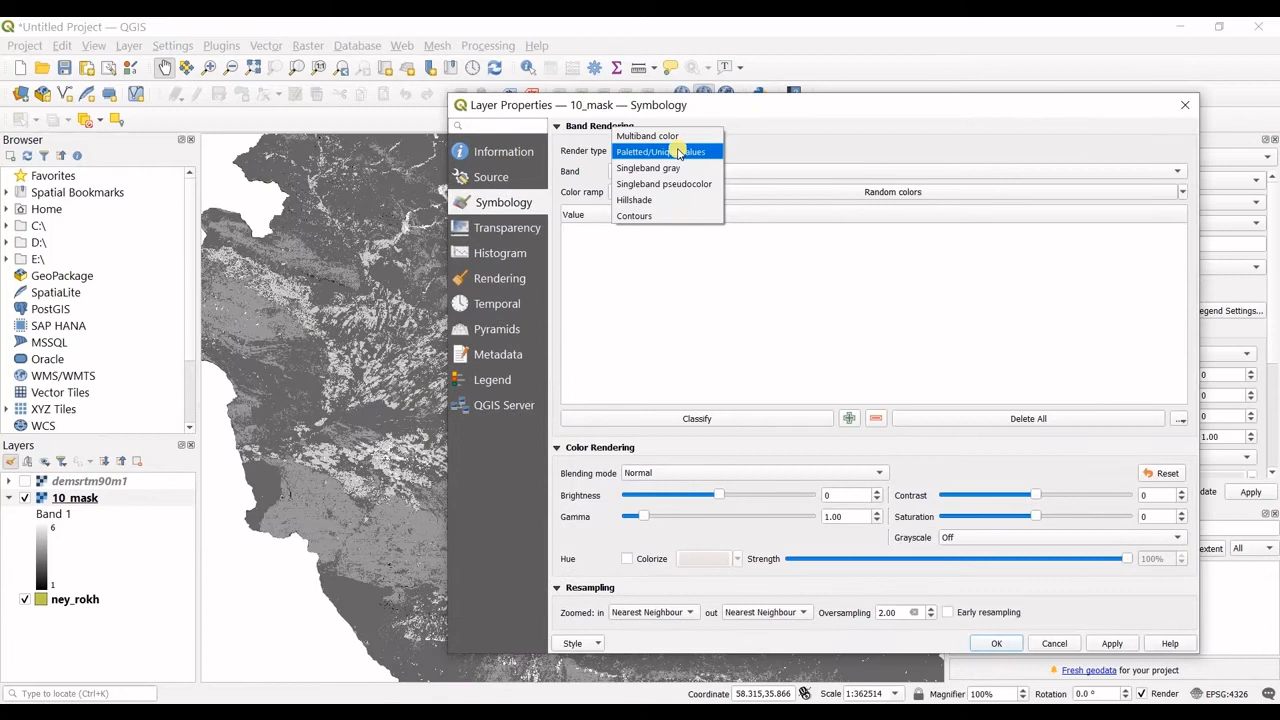 *Untitled Project — QGIS
Project Edit View Layer Settings Plugins Vector Raster Database Web Mesh Processing Help
Browser
Favorites
Spatial Bookmarks
Home
C:\
D:\
E:\
GeoPackage
SpatiaLite
PostGIS
SAP HANA
MSSQL
Oracle
WMS/WMTS
Vector Tiles
XYZ Tiles
WCS
Layers
demsrtm90m1
10_mask
Band 1
6
1
ney_rokh
Layer Properties — 10_mask — Symbology
Information
Source
Symbology
Transparency
Histogram
Rendering
Temporal
Pyramids
Metadata
Legend
QGIS Server
Band Rendering
Render type
Multiband color
Paletted/Unique values
Singleband gray
Singleband pseudocolor
Hillshade
Contours
Band
Color ramp Random colors
Value
Classify Delete All ...
Color Rendering
Blending mode Normal Reset
Brightness 0 Contrast 0
Gamma 1.00 Saturation 0
Grayscale Off
Hue Colorize Strength 100%
Resampling
Zoomed: in Nearest Neighbour out Nearest Neighbour Oversampling 2.00 Early resampling
Style OK Cancel Apply Help
egend Settings...
0
0
0
1.00
date Apply
extent All
Fresh geodata for your project
Type to locate (Ctrl+K) Coordinate 58.315,35.866 Scale 1:362514 Magnifier 100% Rotation 0.0 ° Render EPSG:4326